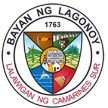 BAYAN NG LAGONOY
1763
LALAWIGAN NG CAMARINES SUR